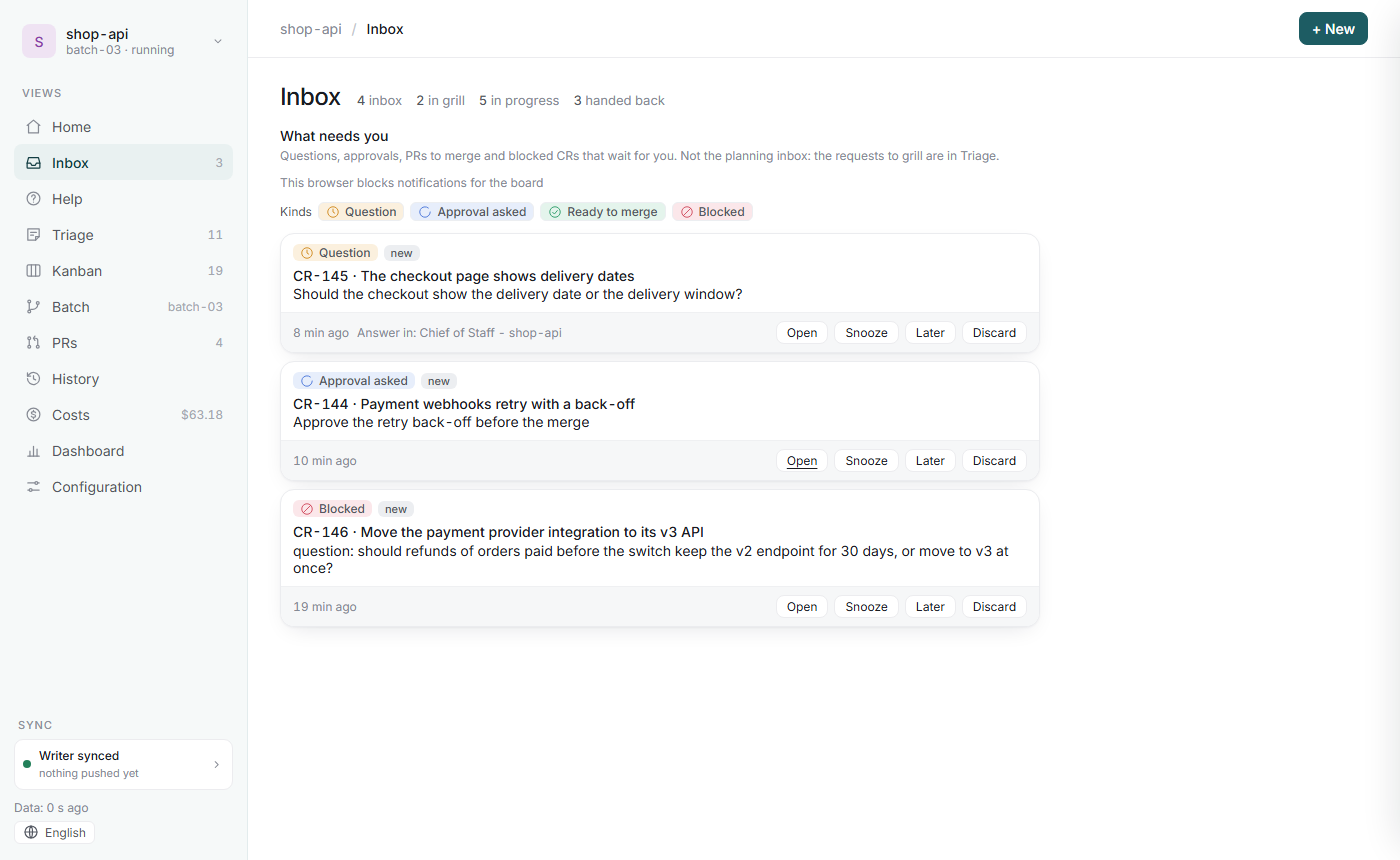 S
shop-api
batch-03 · running
VIEWS
Home
Inbox 3
Help
Triage 11
Kanban 19
Batch batch-03
PRs 4
History
Costs $63.18
Dashboard
Configuration
SYNC
Writer synced
nothing pushed yet
Data: 0 s ago
English
shop-api / Inbox
+ New
Inbox 4 inbox 2 in grill 5 in progress 3 handed back
What needs you
Questions, approvals, PRs to merge and blocked CRs that wait for you. Not the planning inbox: the requests to grill are in Triage.
This browser blocks notifications for the board
Kinds Question Approval asked Ready to merge Blocked
Question new
CR-145 · The checkout page shows delivery dates
Should the checkout show the delivery date or the delivery window?
8 min ago Answer in: Chief of Staff - shop-api Open Snooze Later Discard
Approval asked new
CR-144 · Payment webhooks retry with a back-off
Approve the retry back-off before the merge
10 min ago Open Snooze Later Discard
Blocked new
CR-146 · Move the payment provider integration to its v3 API
question: should refunds of orders paid before the switch keep the v2 endpoint for 30 days, or move to v3 at
once?
19 min ago Open Snooze Later Discard